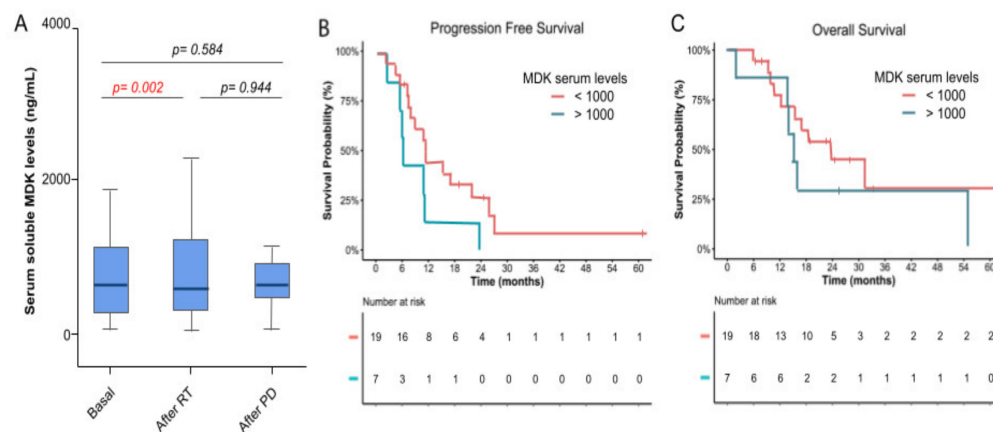 A
Serum soluble MDK levels (ng/mL)
4000
2000
0
p= 0.584
p= 0.002
p= 0.944
Basal
After RT
After PD
B
Progression Free Survival
MDK serum levels
< 1000
> 1000
Survival Probability (%)
100%
75%
50%
25%
0%
0 6 12 18 24 30 36 42 48 54 60
Time (months)
Number at risk
19 16 8 6 4 1 1 1 1 1 1
7 3 1 1 0 0 0 0 0 0 0
C
Overall Survival
MDK serum levels
< 1000
> 1000
Survival Probability (%)
100%
75%
50%
25%
0%
0 6 12 18 24 30 36 42 48 54 60
Time (months)
Number at risk
19 18 13 10 5 3 2 2 2 2 2
7 6 6 2 2 1 1 1 1 1 0